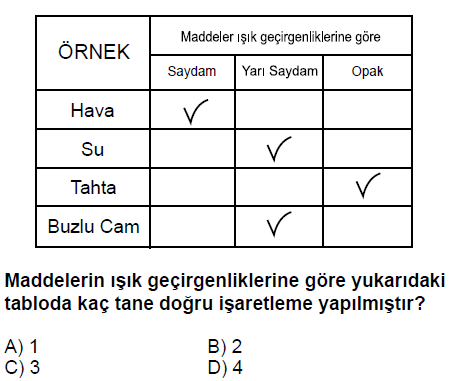 ÖRNEK
Maddeler ışık geçirgenliklerine göre
Saydam Yarı Saydam Opak
Hava ✓
Su ✓
Tahta ✓
Buzlu Cam ✓
Maddelerin ışık geçirgenliklerine göre yukarıdaki
tabloda kaç tane doğru işaretleme yapılmıştır?
A) 1 B) 2
C) 3 D) 4